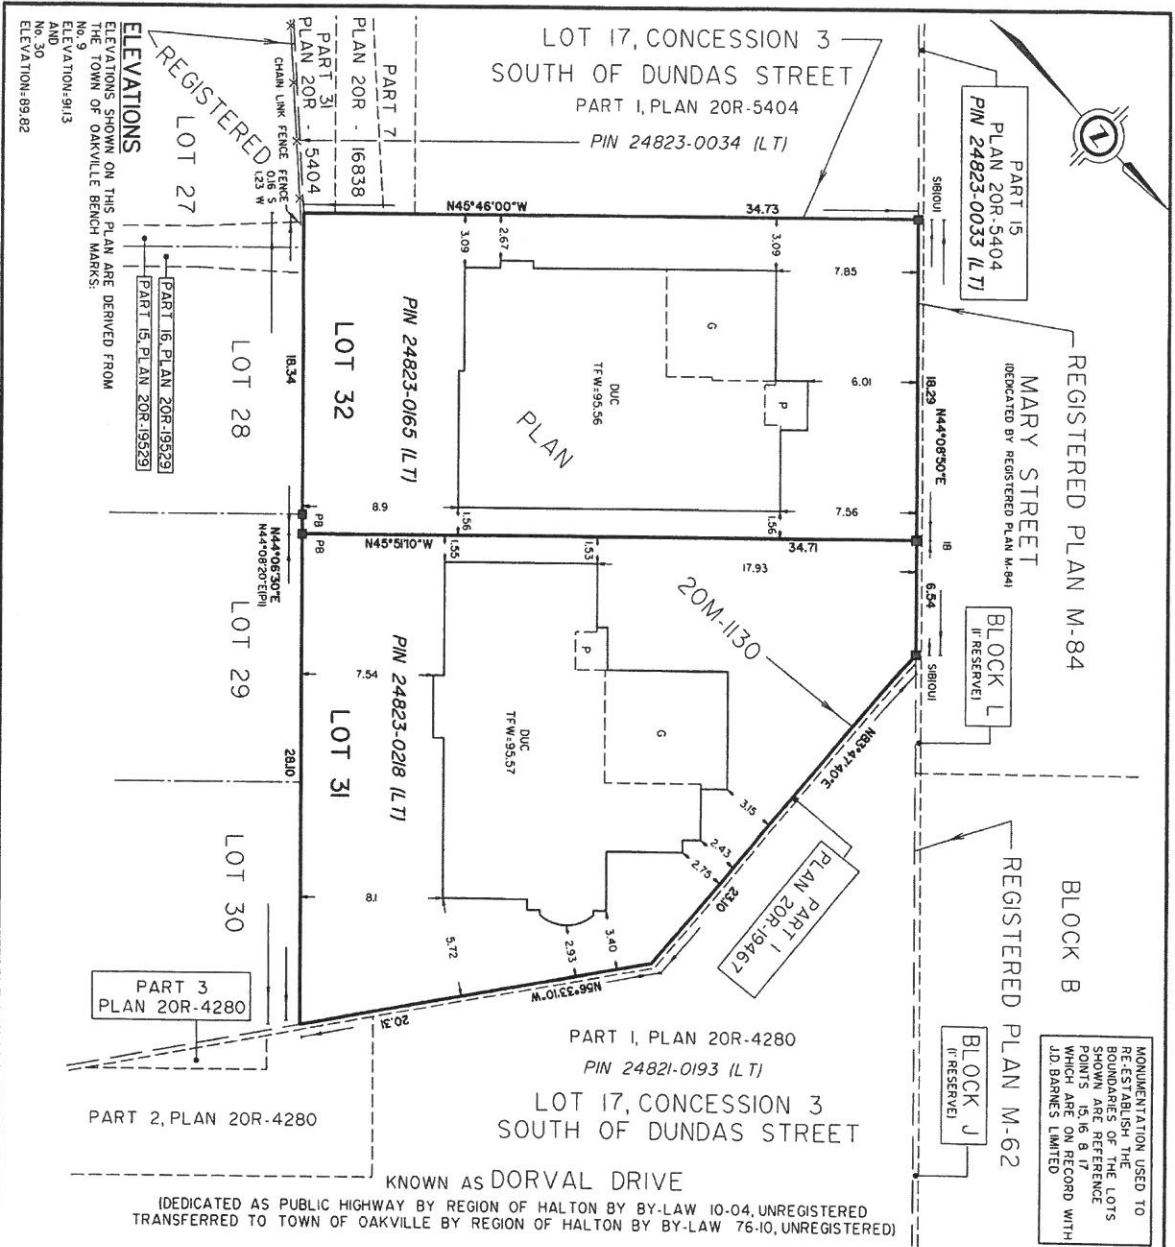 LOT 17, CONCESSION 3
SOUTH OF DUNDAS STREET
PART 1, PLAN 20R-5404
PIN 24823-0034 (LT)
PART 7
PLAN 20R - 16838
PART 31
PLAN 20R - 5404
CHAIN LINK FENCE
FENCE
0.16 S
1.23 W
REGISTERED
PLAN
20M-1130
ELEVATIONS
ELEVATIONS SHOWN ON THIS PLAN ARE DERIVED FROM
THE TOWN OF OAKVILLE BENCH MARKS:
No. 9
ELEVATION=91.13
AND
No. 30
ELEVATION=89.82
LOT 27
PART 16, PLAN 20R-19529
PART 15, PLAN 20R-19529
LOT 28
LOT 29
LOT 30
PART 15
PLAN 20R-5404
PIN 24823-0033 (LT)
REGISTERED PLAN M-84
MARY STREET
(DEDICATED BY REGISTERED PLAN M-84)
BLOCK L
(1' RESERVE)
BLOCK B
REGISTERED PLAN M-62
BLOCK J
(1' RESERVE)
MONUMENTATION USED TO
RE-ESTABLISH THE
BOUNDARIES OF THE LOTS
SHOWN ARE REFERENCE
POINTS 15, 16 & 17
WHICH ARE ON RECORD WITH
J.D. BARNES LIMITED
N45°46'00"W
34.73
SIB(OU)
18.29
N44°08'50"E
IB
6.54
SIB(OU)
3.09
2.67
3.09
7.85
6.01
7.56
G
P
DUC
TFW=95.56
PIN 24823-0165 (LT)
LOT 32
18.34
8.9
1.56
1.56
PB
PB
N45°51'10"W
34.71
N44°06'30"E
N44°08'20"E(P1)
1.55
1.53
17.93
P
G
DUC
TFW=95.57
7.54
PIN 24823-0218 (LT)
LOT 31
28.10
8.1
N83°47'40"E
23.10
3.15
2.43
2.75
3.40
2.93
5.72
N56°33'10"W
20.31
PART 1
PLAN 20R-19467
PART 3
PLAN 20R-4280
PART 2, PLAN 20R-4280
PART 1, PLAN 20R-4280
PIN 24821-0193 (LT)
LOT 17, CONCESSION 3
SOUTH OF DUNDAS STREET
KNOWN AS DORVAL DRIVE
(DEDICATED AS PUBLIC HIGHWAY BY REGION OF HALTON BY BY-LAW 10-04, UNREGISTERED
TRANSFERRED TO TOWN OF OAKVILLE BY REGION OF HALTON BY BY-LAW 76-10, UNREGISTERED)